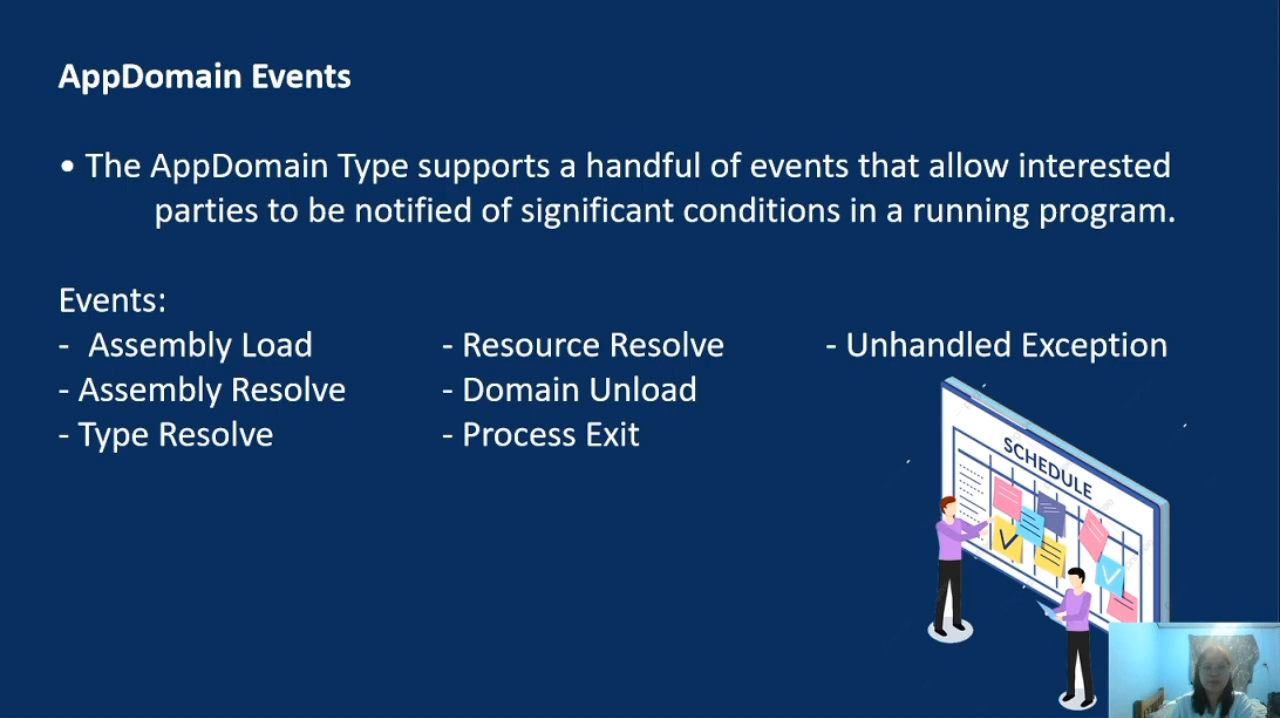 AppDomain Events
• The AppDomain Type supports a handful of events that allow interested
parties to be notified of significant conditions in a running program.
Events:
- Assembly Load
- Assembly Resolve
- Type Resolve
- Resource Resolve
- Domain Unload
- Process Exit
- Unhandled Exception
SCHEDULE